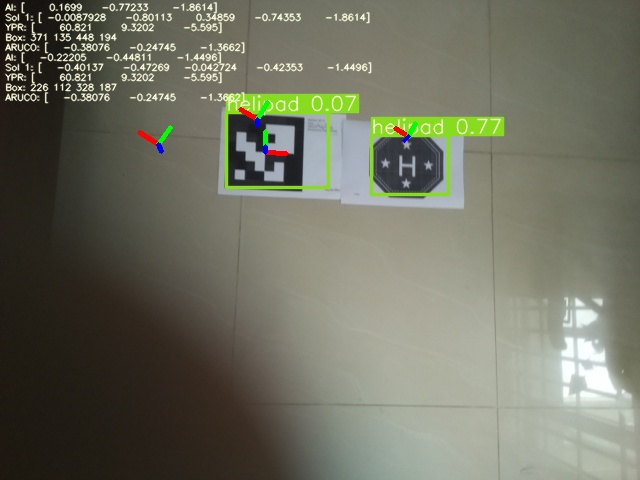 AI: [ 0.1699 -0.77233 -1.8614]
Sol 1: [ -0.0087928 -0.80113 0.34859 -0.74353 -1.8614]
YPR: [ 60.821 9.3202 -5.595]
Box: 371 135 448 194
ARUCO: [ -0.38076 -0.24745 -1.3662]
AI: [ -0.22205 -0.44811 -1.4496]
Sol 1: [ -0.40137 -0.47269 -0.042724 -0.42353 -1.4496]
YPR: [ 60.821 9.3202 -5.595]
Box: 226 112 328 187
ARUCO: [ -0.38076 -0.24745 -1.3662]
helipad 0.07
helipad 0.77
H